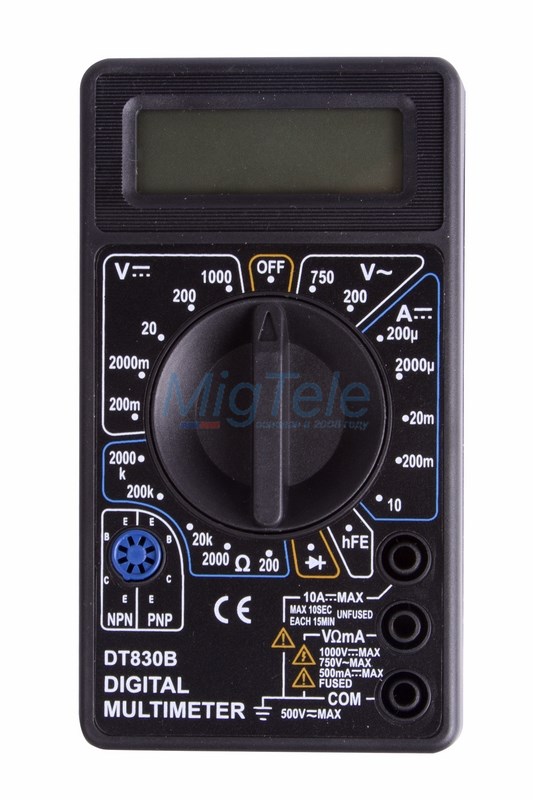 OFF
V⎓
1000
750
V~
200
200
A⎓
20
200µ
2000m
2000µ
200m
20m
2000
k
200m
200k
10
20k
2000
Ω
200
hFE
E E
B B
C C
E E
NPN PNP
CE
10A⎓MAX
MAX 10SEC
EACH 15MIN
UNFUSED
VΩmA
1000V⎓MAX
750V~MAX
500mA⎓MAX
FUSED
COM
500V≂MAX
DT830B
DIGITAL
MULTIMETER
MigTele